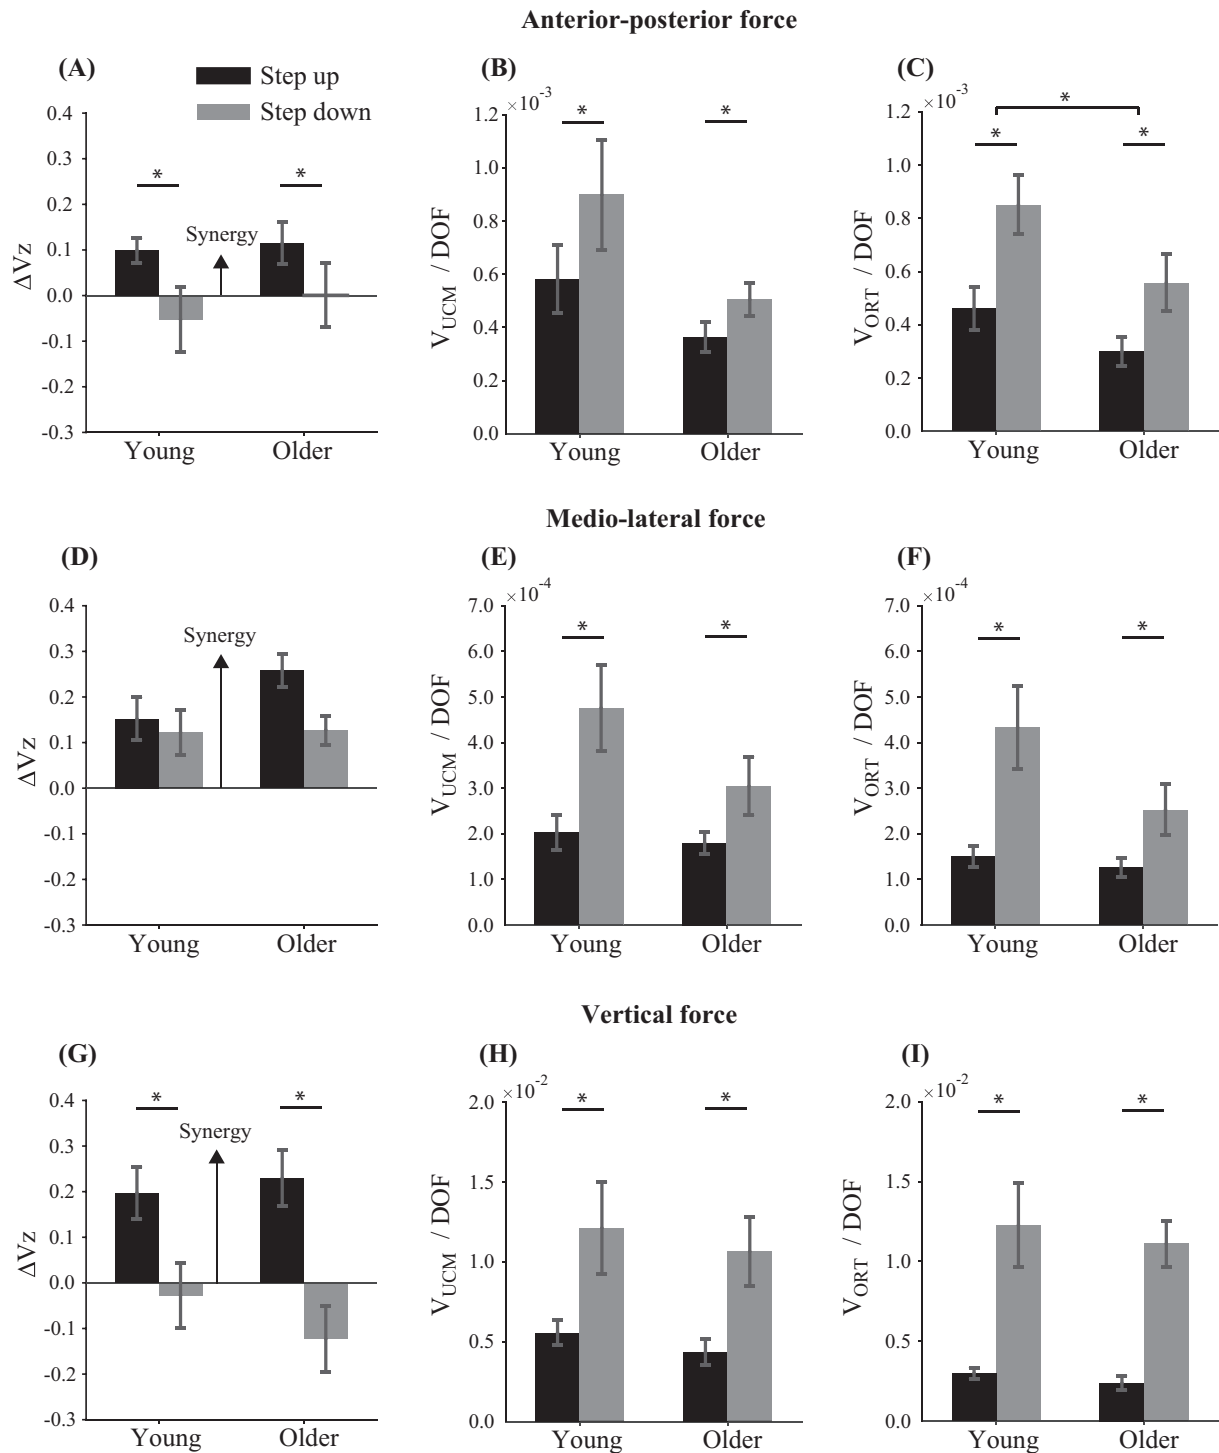 Anterior-posterior force
(A)
Step up
Step down
0.4
0.3
0.2
0.1
0.0
-0.1
-0.2
-0.3
ΔVz
*
Synergy
*
Young
Older
(B)
×10⁻³
1.2
1.0
0.8
0.6
0.4
0.2
0.0
V_UCM / DOF
*
*
Young
Older
(C)
×10⁻³
1.2
1.0
0.8
0.6
0.4
0.2
0.0
V_ORT / DOF
*
*
*
Young
Older
Medio-lateral force
(D)
0.4
0.3
0.2
0.1
0.0
-0.1
-0.2
-0.3
ΔVz
Synergy
Young
Older
(E)
×10⁻⁴
7.0
6.0
5.0
4.0
3.0
2.0
1.0
0.0
V_UCM / DOF
*
*
Young
Older
(F)
×10⁻⁴
7.0
6.0
5.0
4.0
3.0
2.0
1.0
0.0
V_ORT / DOF
*
*
Young
Older
Vertical force
(G)
0.4
0.3
0.2
0.1
0.0
-0.1
-0.2
-0.3
ΔVz
*
Synergy
*
Young
Older
(H)
×10⁻²
2.0
1.5
1.0
0.5
0.0
V_UCM / DOF
*
*
Young
Older
(I)
×10⁻²
2.0
1.5
1.0
0.5
0.0
V_ORT / DOF
*
*
Young
Older